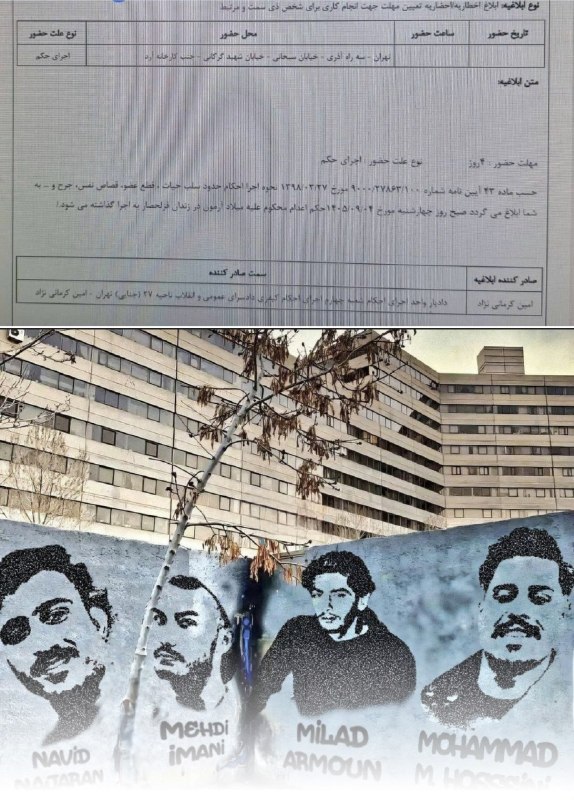 نوع ابلاغیه: ابلاغ اخطاریه/احضاریه تعیین مهلت جهت انجام کاری برای شخص ذی سمت و مرتبط
تاریخ حضور ساعت حضور محل حضور نوع علت حضور
تهران - سه راه آذری - خیابان سبحانی - خیابان شهید گرکانی - جنب کارخانه آرد اجرای حکم
متن ابلاغیه:
مهلت حضور : ۴روز نوع علت حضور : اجرای حکم
حسب ماده ۴۳ آیین نامه شماره ۹۰۰۰/۲۷۸۶۳/۱۰۰ مورخ ۱۳۹۸/۰۳/۲۷ نحوه اجرا احکام حدود سلب حیات ، قطع عضو، قصاص نفس، جرح و ... به
شما ابلاغ می گردد صبح روز چهارشنبه مورخ ۱۴۰۵/۰۹/۰۴ حکم اعدام محکوم علیه میلاد آرمون در زندان قزلحصار به اجرا گذاشته می شود./
صادر کننده ابلاغیه سمت صادر کننده
امین کرمانی نژاد دادیار واحد اجرای احکام شعبه چهارم اجرای احکام کیفری دادسرای عمومی و انقلاب ناحیه ۲۷ (جنایی) تهران - امین کرمانی نژاد
NAVID
NAJARAN
MEHDI
IMANI
MILAD
ARMOUN
MOHAMMAD
M. HOSSEINI